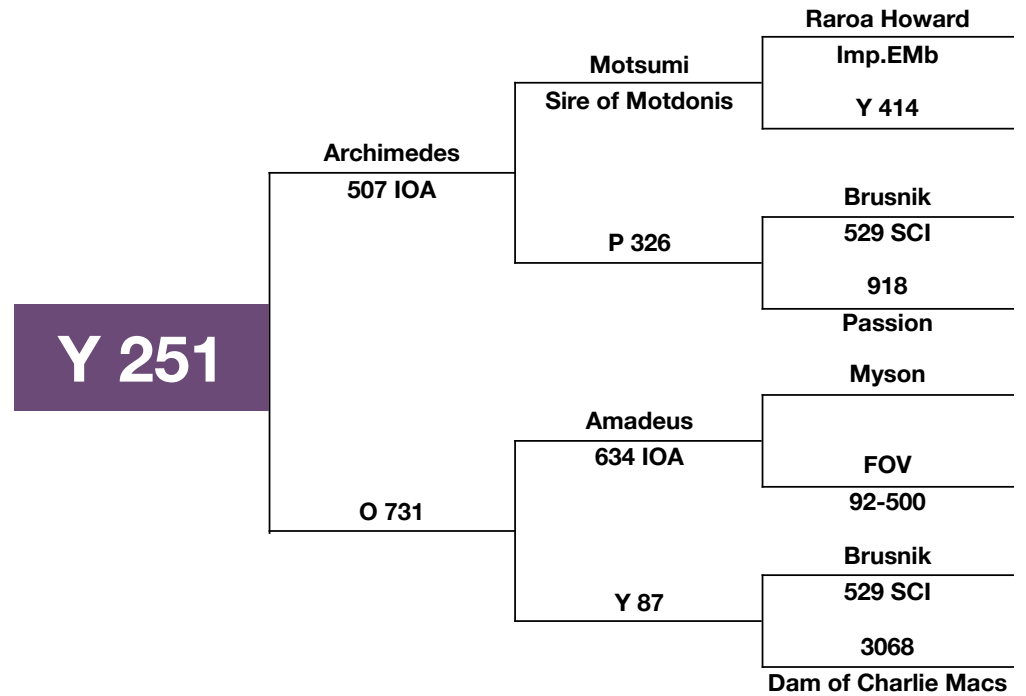 Raroa Howard
Imp.EMb
Motsumi
Sire of Motdonis
Y 414
Archimedes
507 IOA
Brusnik
529 SCI
P 326
918
Passion
Y 251
Myson
Amadeus
634 IOA
FOV
92-500
O 731
Brusnik
529 SCI
Y 87
3068
Dam of Charlie Macs